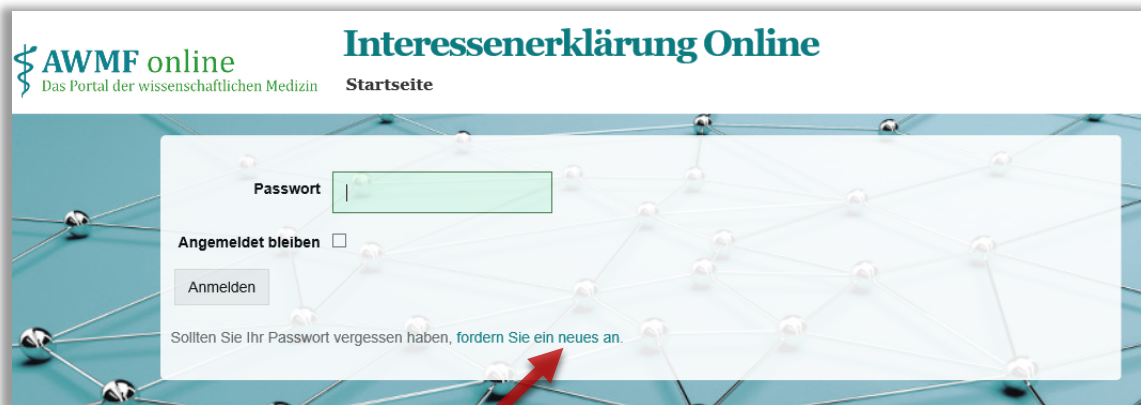 Interessenerklärung Online
AWMF online
Das Portal der wissenschaftlichen Medizin
Startseite
Passwort
Angemeldet bleiben
Anmelden
Sollten Sie Ihr Passwort vergessen haben, fordern Sie ein neues an.